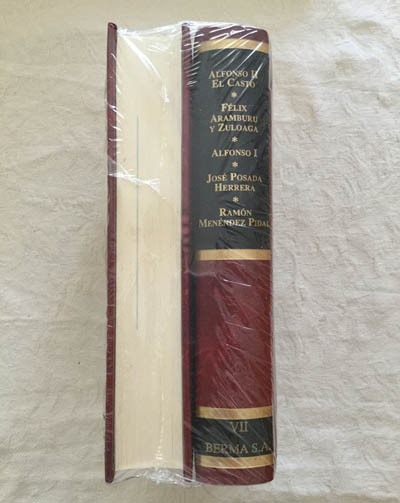 ALFONSO II
EL CASTO
*
FÉLIX
ARAMBURU
Y ZULOAGA
*
ALFONSO I
*
JOSÉ POSADA
HERRERA
*
RAMÓN
MENÉNDEZ PIDAL
VII
BERMA S.A.